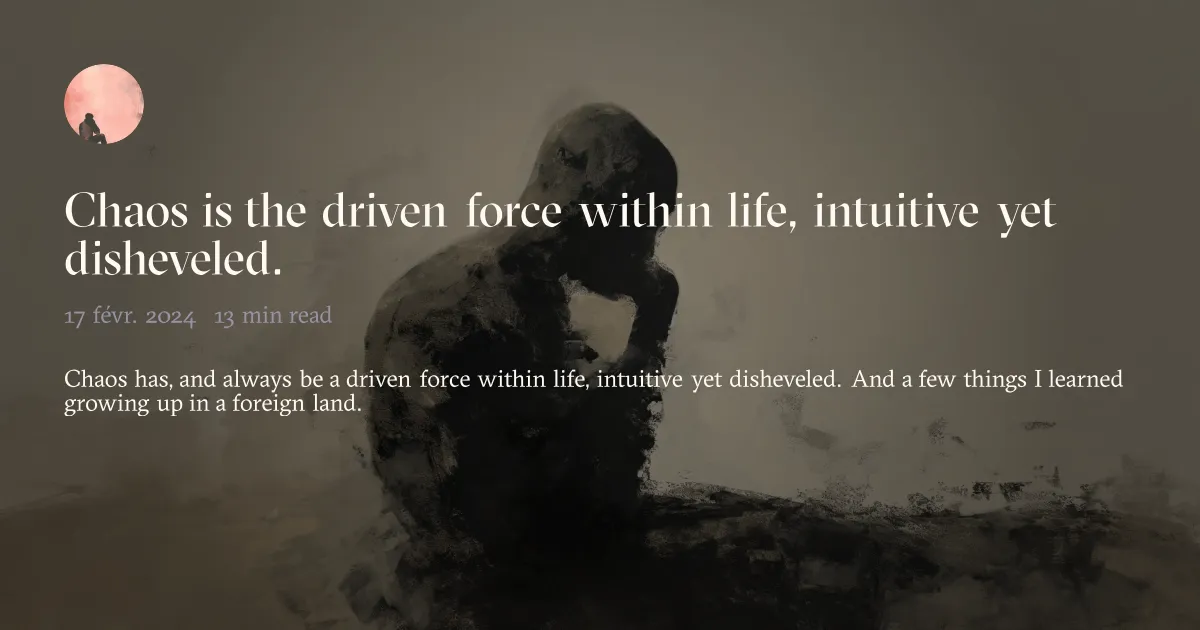 Chaos is the driven force within life, intuitive yet
disheveled.
17 févr. 2024 13 min read
Chaos has, and always be a driven force within life, intuitive yet disheveled. And a few things I learned
growing up in a foreign land.